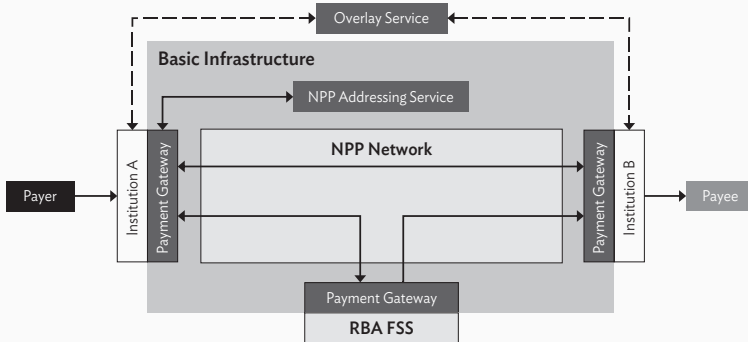 Overlay Service
Basic Infrastructure
NPP Addressing Service
NPP Network
Payer
Institution A
Payment Gateway
Payment Gateway
Institution B
Payee
Payment Gateway
RBA FSS